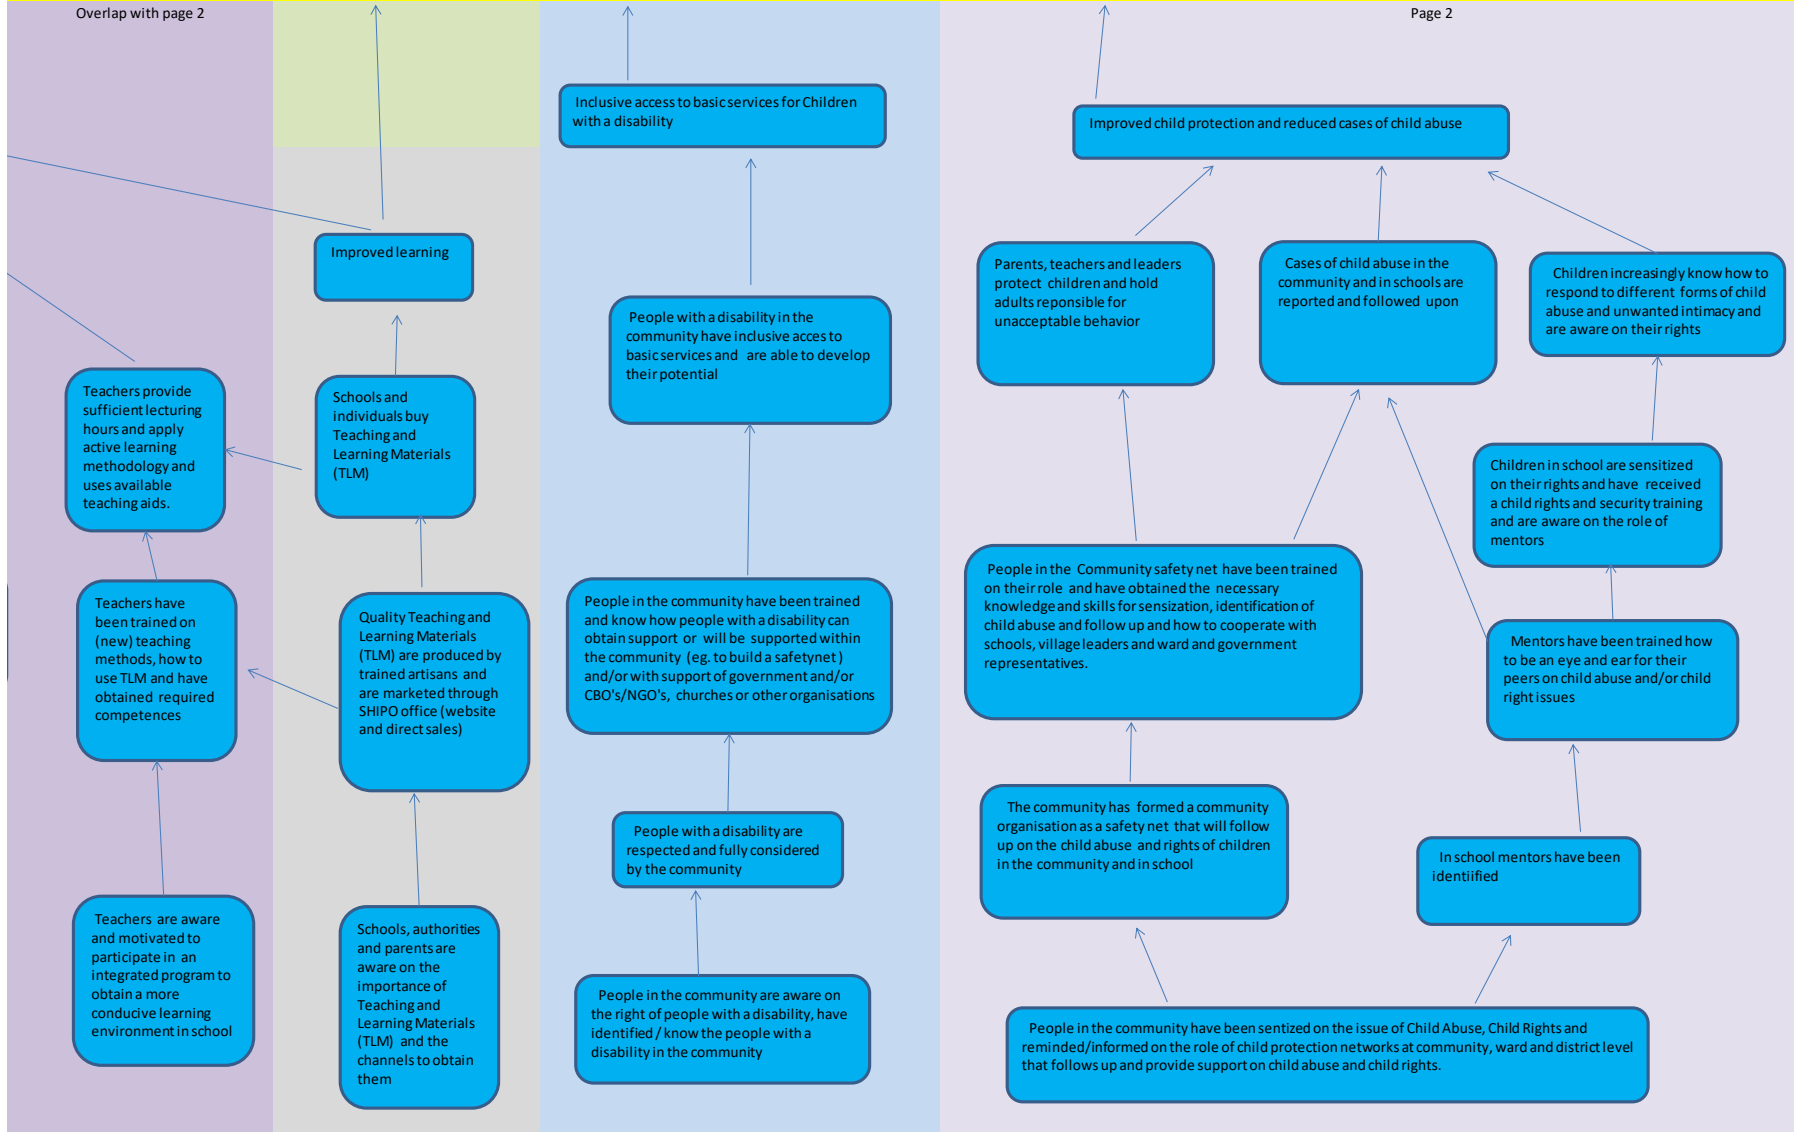 Overlap with page 2
Page 2
Teachers provide
sufficient lecturing
hours and apply
active learning
methodology and
uses available
teaching aids.
Teachers have
been trained on
(new) teaching
methods, how to
use TLM and have
obtained required
competences
Teachers are aware
and motivated to
participate in an
integrated program to
obtain a more
conducive learning
environment in school
Improved learning
Schools and
individuals buy
Teaching and
Learning Materials
(TLM)
Quality Teaching and
Learning Materials
(TLM) are produced by
trained artisans and
are marketed through
SHIPO office (website
and direct sales)
Schools, authorities
and parents are
aware on the
importance of
Teaching and
Learning Materials
(TLM) and the
channels to obtain
them
Inclusive access to basic services for Children
with a disability
People with a disability in the
community have inclusive acces to
basic services and are able to develop
their potential
People in the community have been trained
and know how people with a disability can
obtain support or will be supported within
the community (eg. to build a safetynet )
and/or with support of government and/or
CBO's/NGO's, churches or other organisations
People with a disability are
respected and fully considered
by the community
People in the community are aware on
the right of people with a disability, have
identified / know the people with a
disability in the community
Improved child protection and reduced cases of child abuse
Parents, teachers and leaders
protect children and hold
adults reponsible for
unacceptable behavior
Cases of child abuse in the
community and in schools are
reported and followed upon
Children increasingly know how to
respond to different forms of child
abuse and unwanted intimacy and
are aware on their rights
Children in school are sensitized
on their rights and have received
a child rights and security training
and are aware on the role of
mentors
People in the Community safety net have been trained
on their role and have obtained the necessary
knowledge and skills for sensization, identification of
child abuse and follow up and how to cooperate with
schools, village leaders and ward and government
representatives.
Mentors have been trained how
to be an eye and ear for their
peers on child abuse and/or child
right issues
The community has formed a community
organisation as a safety net that will follow
up on the child abuse and rights of children
in the community and in school
In school mentors have been
identiified
People in the community have been sentized on the issue of Child Abuse, Child Rights and
reminded/informed on the role of child protection networks at community, ward and district level
that follows up and provide support on child abuse and child rights.